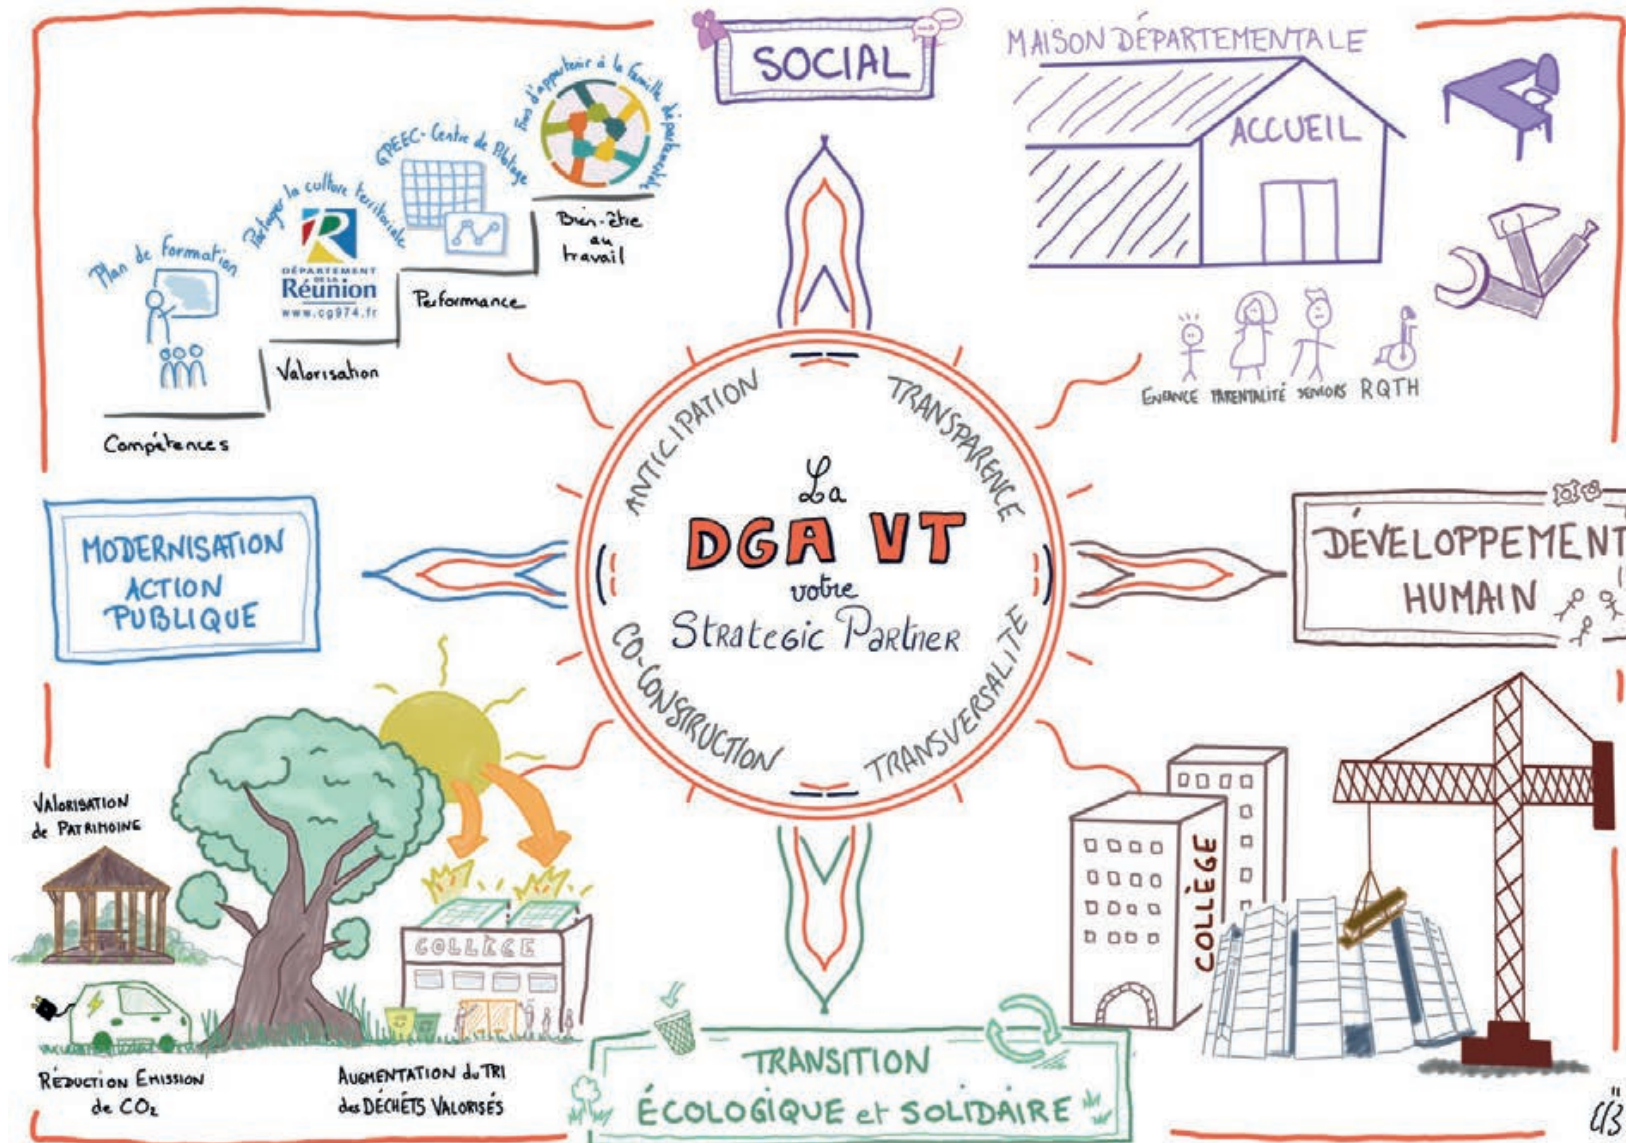 SOCIAL
MAISON DÉPARTEMENTALE
ACCUEIL
ENFANCE PARENTALITÉ SENIORS RQTH
Fiers d'appartenir à la famille départementale
GPEEC - Centre de Pilotage
Partager la culture territoriale
Plan de formation
DÉPARTEMENT
DE LA
Réunion
www.cg974.fr
Bien-être
au
travail
Performance
Valorisation
Compétences
ANTICIPATION
TRANSPARENCE
La
DGA VT
votre
Strategic Partner
CO-CONSTRUCTION
TRANSVERSALITÉ
MODERNISATION
ACTION
PUBLIQUE
DÉVELOPPEMENT
HUMAIN
VALORISATION
de PATRIMOINE
COLLÈGE
RÉDUCTION EMISSION
de CO2
AUGMENTATION du TRI
des DÉCHÉTS VALORISÉS
COLLÈGE
TRANSITION
ÉCOLOGIQUE et SOLIDAIRE